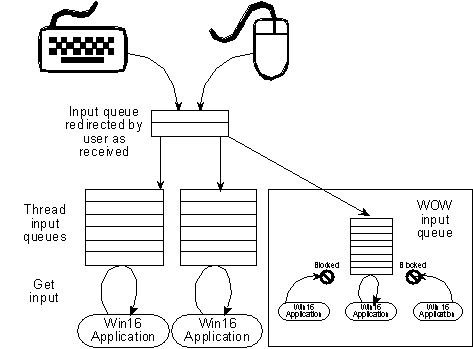 Input queue
redirected by
user as
received
Thread
input
queues
WOW
input
queue
Blocked
Blocked
Get
input
Win16
Application
Win16
Application
Win16
Application
Win16
Application
Win16
Application